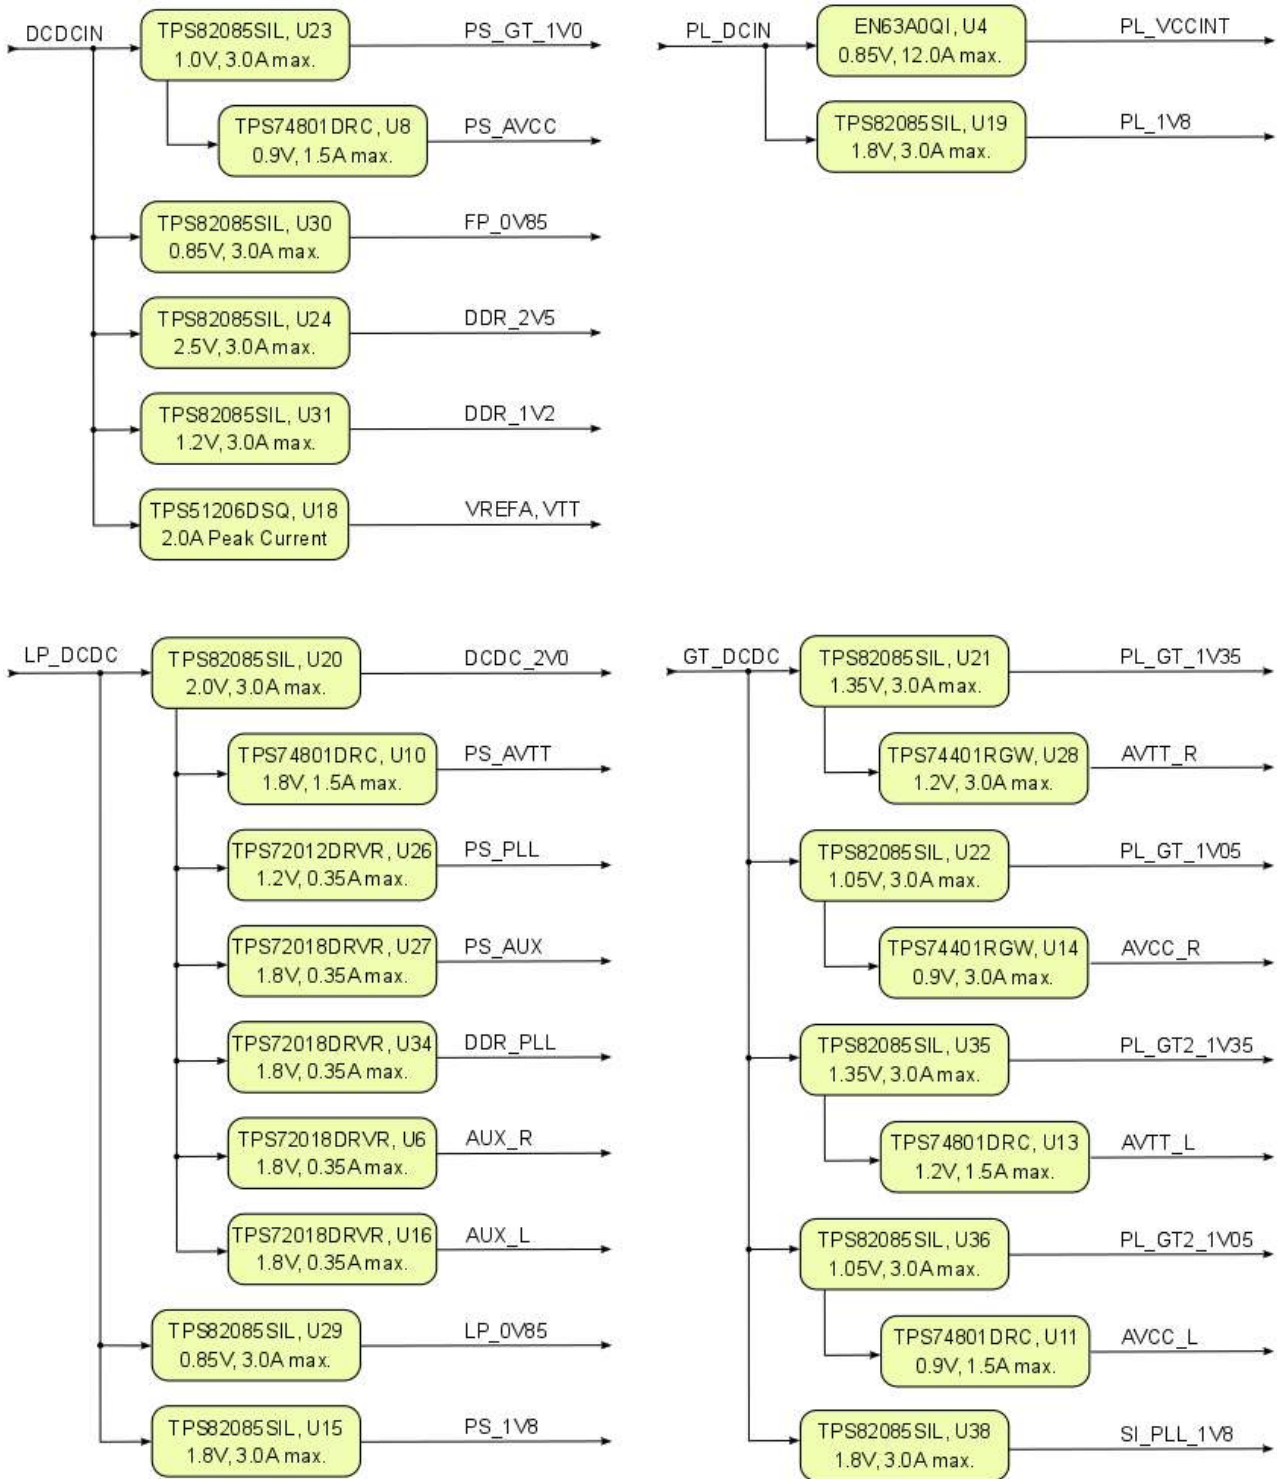 DCDCIN
TPS82085SIL, U23
1.0V, 3.0A max.
PS_GT_1V0
TPS74801DRC, U8
0.9V, 1.5A max.
PS_AVCC
TPS82085SIL, U30
0.85V, 3.0A max.
FP_0V85
TPS82085SIL, U24
2.5V, 3.0A max.
DDR_2V5
TPS82085SIL, U31
1.2V, 3.0A max.
DDR_1V2
TPS51206DSQ, U18
2.0A Peak Current
VREFA, VTT
PL_DCIN
EN63A0QI, U4
0.85V, 12.0A max.
PL_VCCINT
TPS82085SIL, U19
1.8V, 3.0A max.
PL_1V8
LP_DCDC
TPS82085SIL, U20
2.0V, 3.0A max.
DCDC_2V0
TPS74801DRC, U10
1.8V, 1.5A max.
PS_AVTT
TPS72012DRVR, U26
1.2V, 0.35A max.
PS_PLL
TPS72018DRVR, U27
1.8V, 0.35A max.
PS_AUX
TPS72018DRVR, U34
1.8V, 0.35A max.
DDR_PLL
TPS72018DRVR, U6
1.8V, 0.35A max.
AUX_R
TPS72018DRVR, U16
1.8V, 0.35A max.
AUX_L
TPS82085SIL, U29
0.85V, 3.0A max.
LP_0V85
TPS82085SIL, U15
1.8V, 3.0A max.
PS_1V8
GT_DCDC
TPS82085SIL, U21
1.35V, 3.0A max.
PL_GT_1V35
TPS74401RGW, U28
1.2V, 3.0A max.
AVTT_R
TPS82085SIL, U22
1.05V, 3.0A max.
PL_GT_1V05
TPS74401RGW, U14
0.9V, 3.0A max.
AVCC_R
TPS82085SIL, U35
1.35V, 3.0A max.
PL_GT2_1V35
TPS74801DRC, U13
1.2V, 1.5A max.
AVTT_L
TPS82085SIL, U36
1.05V, 3.0A max.
PL_GT2_1V05
TPS74801DRC, U11
0.9V, 1.5A max.
AVCC_L
TPS82085SIL, U38
1.8V, 3.0A max.
SI_PLL_1V8